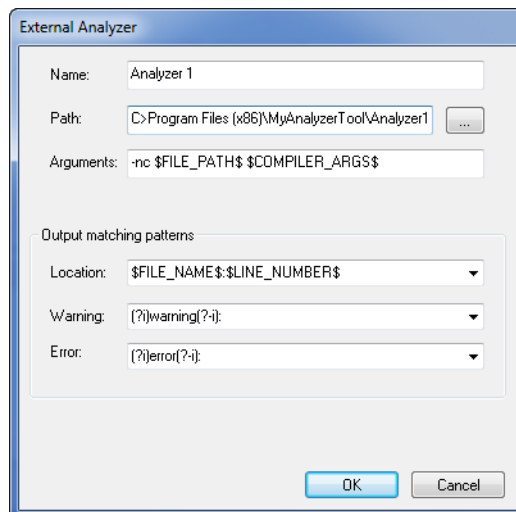 External Analyzer
Name: Analyzer 1
Path: C>Program Files (x86)\MyAnalyzerTool\Analyzer1 ...
Arguments: -nc $FILE_PATH$ $COMPILER_ARGS$
Output matching patterns
Location: $FILE_NAME$:$LINE_NUMBER$
Warning: (?i)warning(?-i):
Error: (?i)error(?-i):
OK Cancel